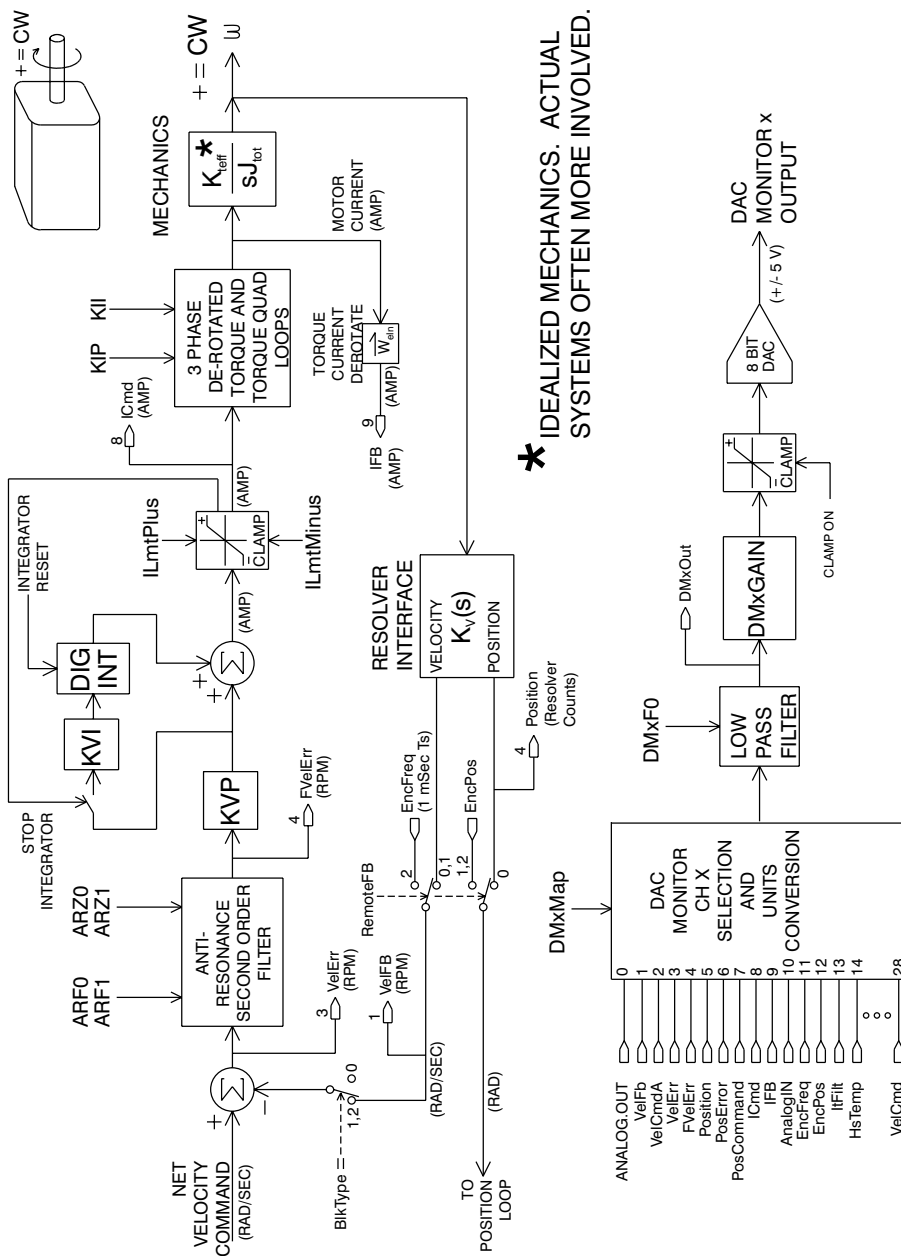 + = CW
MECHANICS
+ = CW
ω
NET
VELOCITY
COMMAND
(RAD/SEC)
+
Σ
−
ARF0
ARF1
ARZ0
ARZ1
ANTI-
RESONANCE
SECOND ORDER
FILTER
3
VelErr
(RPM)
4
FVelErr
(RPM)
KVP
STOP
INTEGRATOR
KVI
DIG
INT
INTEGRATOR
RESET
+
+
Σ
(AMP)
ILmtPlus
+
−
CLAMP
ILmtMinus
(AMP)
8
ICmd
(AMP)
KIP
KII
3 PHASE
DE-ROTATED
TORQUE AND
TORQUE QUAD
LOOPS
Kteff
*
sJtot
MOTOR
CURRENT
(AMP)
TORQUE
CURRENT
DEROTATE
Weln
(AMP)
9
IFB
(AMP)
BlkType =
0
1,2
1
VelFB
(RPM)
(RAD/SEC)
RemoteFB
2
EncFreq
(1 mSec Ts)
0,1
1,2
EncPos
0
RESOLVER
INTERFACE
VELOCITY
Kv(s)
POSITION
4
Position
(Resolver
Counts)
TO
POSITION
LOOP
(RAD)
* IDEALIZED MECHANICS. ACTUAL
SYSTEMS OFTEN MORE INVOLVED.
ANALOG.OUT 0
VelFb 1
VelCmdA 2
VelErr 3
FVelErr 4
Position 5
PosError 6
PosCommand 7
ICmd 8
IFB 9
AnalogIN 10
EncFreq 11
EncPos 12
ItFilt 13
HsTemp 14
VelCmd 28
DMxMap
DAC
MONITOR
CH X
SELECTION
AND
UNITS
CONVERSION
DMxF0
LOW
PASS
FILTER
DMxOut
DMxGAIN
+
−
CLAMP
CLAMP ON
8 BIT
DAC
(+/- 5 V)
DAC
MONITOR x
OUTPUT